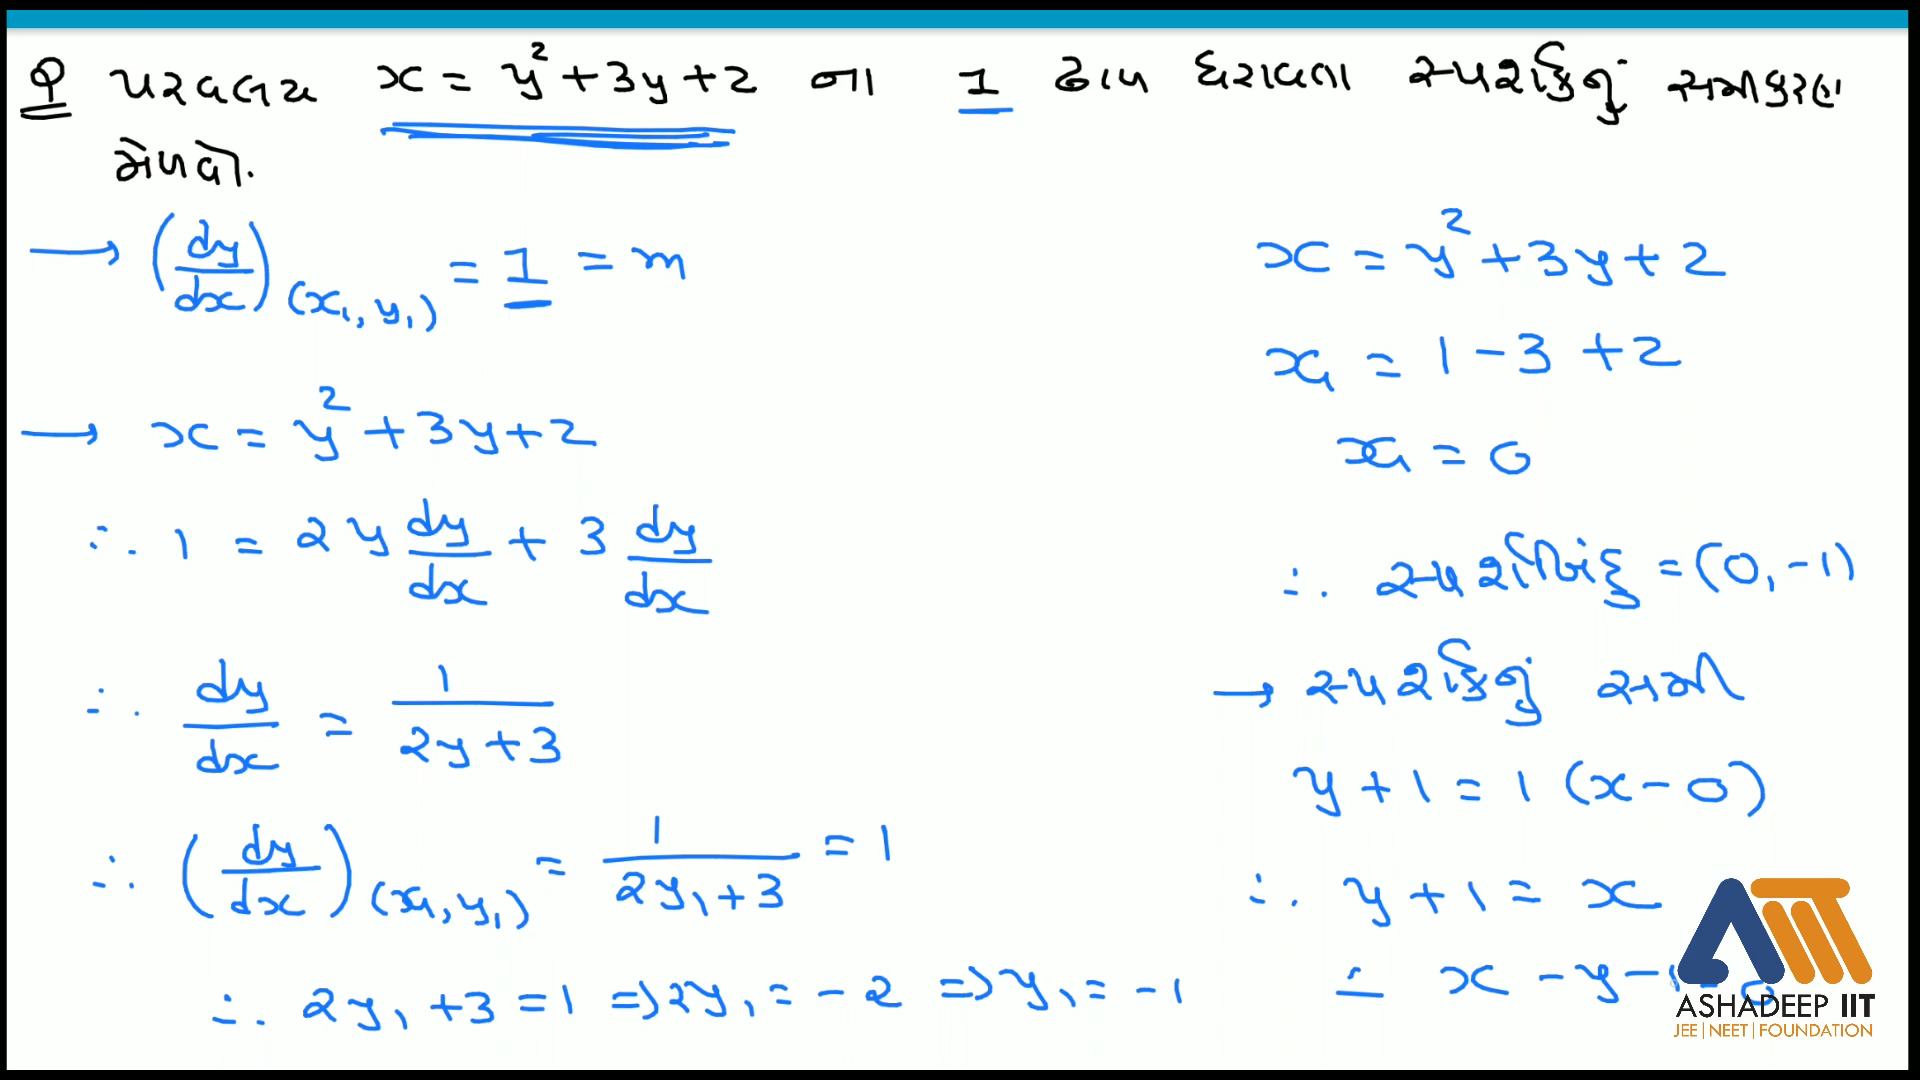 Q પરવલય x = y² + 3y + 2 ના 1 ઢાળ ધરાવતા સ્પર્શકનું સમીકરણ
મેળવો.
→ (dy/dx)(x₁, y₁) = 1 = m
→ x = y² + 3y + 2
∴ 1 = 2y dy/dx + 3 dy/dx
∴ dy/dx = 1/(2y + 3)
∴ (dy/dx)(x₁, y₁) = 1/(2y₁ + 3) = 1
∴ 2y₁ + 3 = 1 ⇒ 2y₁ = -2 ⇒ y₁ = -1
x = y² + 3y + 2
x₁ = 1 - 3 + 2
x₁ = 0
∴ સ્પર્શબિંદુ = (0, -1)
→ સ્પર્શકનું સમી
y + 1 = 1 (x - 0)
∴ y + 1 = x
∴ x - y - 1 = 0
ASHADEEP IIT
JEE | NEET | FOUNDATION